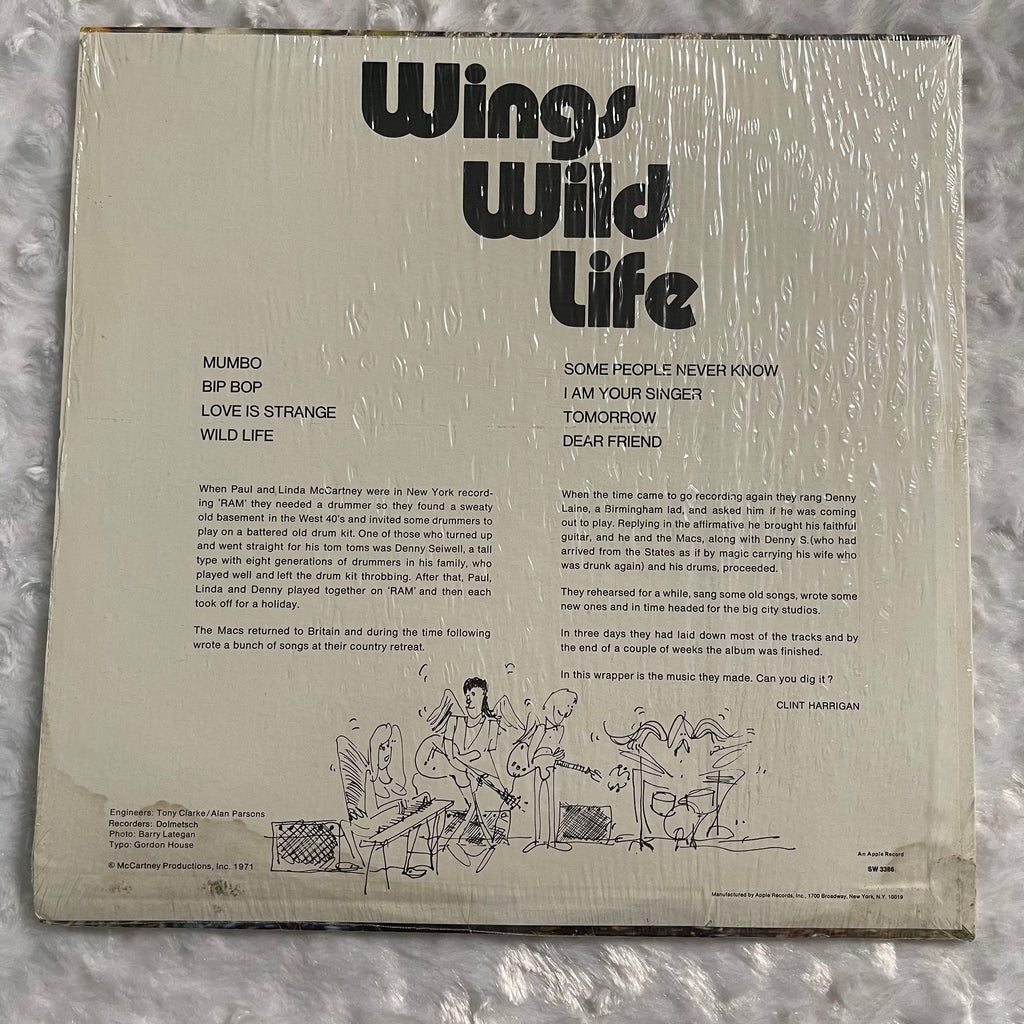 Wings
Wild
Life
MUMBO
BIP BOP
LOVE IS STRANGE
WILD LIFE
SOME PEOPLE NEVER KNOW
I AM YOUR SINGER
TOMORROW
DEAR FRIEND
When Paul and Linda McCartney were in New York record-
ing 'RAM' they needed a drummer so they found a sweaty
old basement in the West 40's and invited some drummers to
play on a battered old drum kit. One of those who turned up
and went straight for his tom toms was Denny Seiwell, a tall
type with eight generations of drummers in his family, who
played well and left the drum kit throbbing. After that, Paul,
Linda and Denny played together on 'RAM' and then each
took off for a holiday.
The Macs returned to Britain and during the time following
wrote a bunch of songs at their country retreat.
When the time came to go recording again they rang Denny
Laine, a Birmingham lad, and asked him if he was coming
out to play. Replying in the affirmative he brought his faithful
guitar, and he and the Macs, along with Denny S.(who had
arrived from the States as if by magic carrying his wife who
was drunk again) and his drums, proceeded.
They rehearsed for a while, sang some old songs, wrote some
new ones and in time headed for the big city studios.
In three days they had laid down most of the tracks and by
the end of a couple of weeks the album was finished.
In this wrapper is the music they made. Can you dig it?
CLINT HARRIGAN
Engineers: Tony Clarke/Alan Parsons
Recorders: Dolmetsch
Photo: Barry Lategan
Typo: Gordon House
© McCartney Productions, Inc. 1971
An Apple Record
SW 3386
Manufactured by Apple Records, Inc., 1700 Broadway, New York, N.Y. 10019